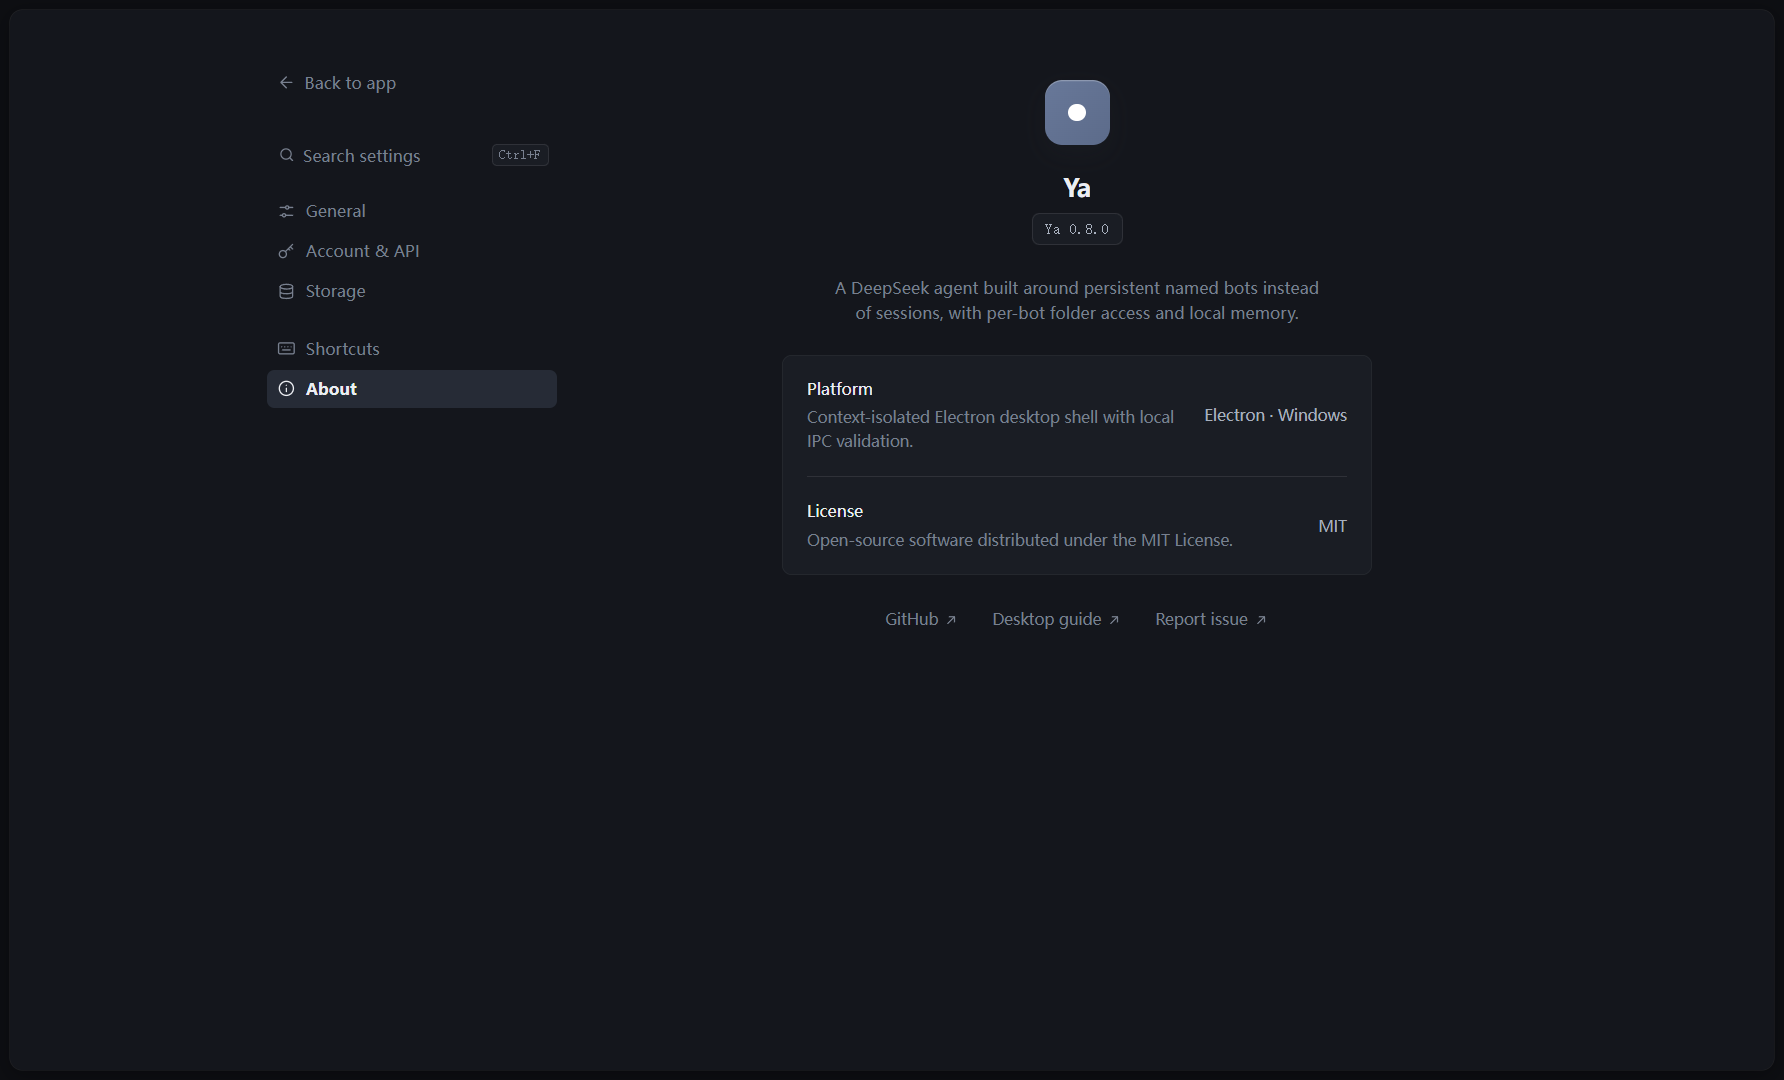 Back to app
Search settings
Ctrl+F
General
Account & API
Storage
Shortcuts
About
Ya
Ya 0.8.0
A DeepSeek agent built around persistent named bots instead
of sessions, with per-bot folder access and local memory.
Platform
Context-isolated Electron desktop shell with local
IPC validation.
Electron · Windows
License
Open-source software distributed under the MIT License.
MIT
GitHub ↗
Desktop guide ↗
Report issue ↗